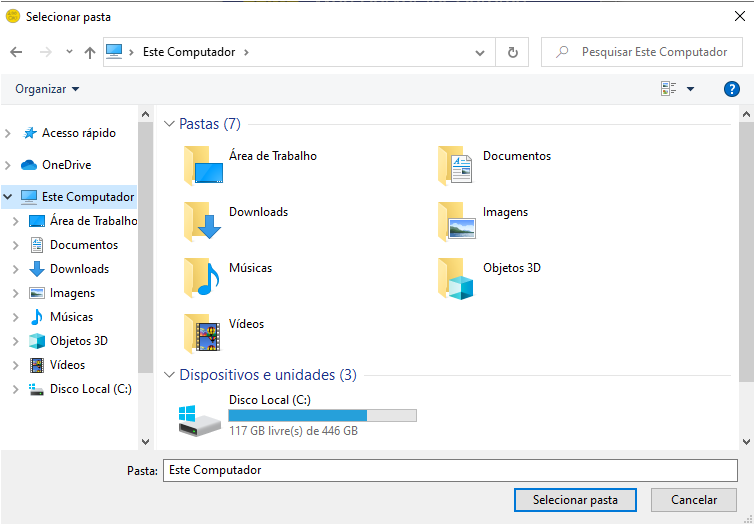 Selecionar pasta
Este Computador
Pesquisar Este Computador
Organizar
?
Acesso rápido
OneDrive
Este Computador
Área de Trabalho
Documentos
Downloads
Imagens
Músicas
Objetos 3D
Vídeos
Disco Local (C:)
Pastas (7)
Área de Trabalho
Documentos
Downloads
Imagens
Músicas
Objetos 3D
Vídeos
Dispositivos e unidades (3)
Disco Local (C:)
117 GB livre(s) de 446 GB
Pasta: Este Computador
Selecionar pasta
Cancelar